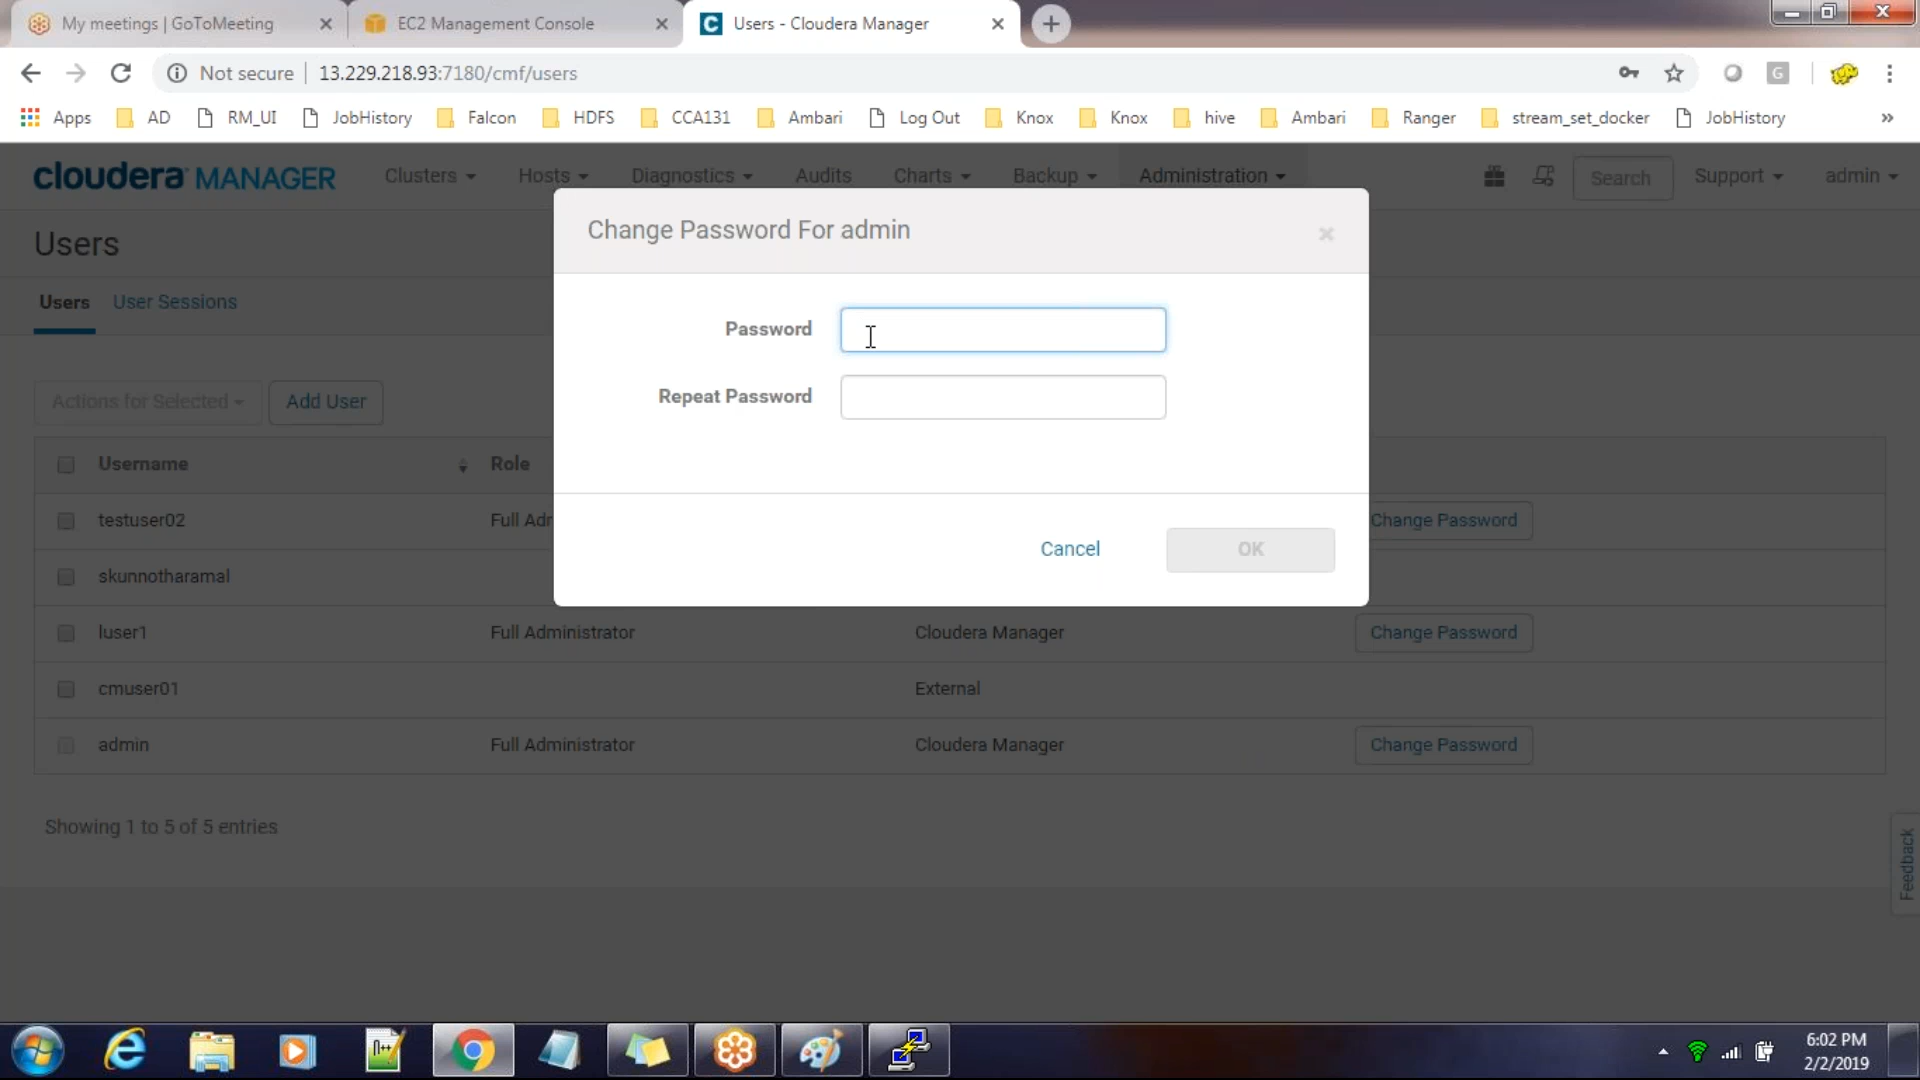 My meetings | GoToMeeting
EC2 Management Console
Users - Cloudera Manager
Not secure
13.229.218.93:7180/cmf/users
Apps
AD
RM_UI
JobHistory
Falcon
HDFS
CCA131
Ambari
Log Out
Knox
Knox
hive
Ambari
Ranger
stream_set_docker
JobHistory
»
cloudera MANAGER
Clusters
Hosts
Diagnostics
Audits
Charts
Backup
Administration
Search
Support
admin
Users
Users
User Sessions
Change Password For admin
Password
Repeat Password
Cancel
OK
Actions for Selected
Add User
Username
Role
testuser02
Full Adr
Change Password
skunnotharamal
luser1
Full Administrator
Cloudera Manager
Change Password
cmuser01
External
admin
Full Administrator
Cloudera Manager
Change Password
Showing 1 to 5 of 5 entries
Feedback
6:02 PM
2/2/2019